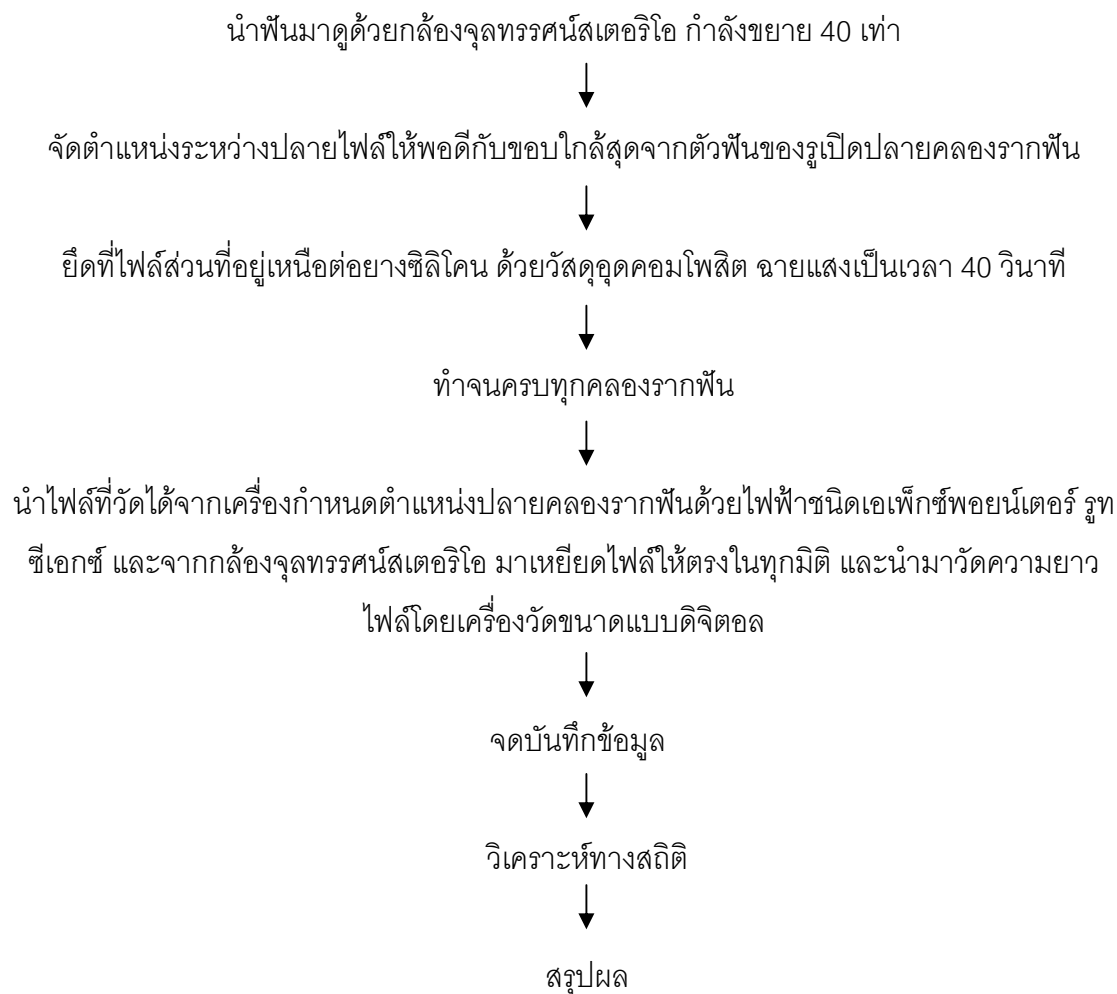 นำฟันมาดูด้วยกล้องจุลทรรศน์สเตอริโอ กำลังขยาย 40 เท่า
จัดตำแหน่งระหว่างปลายไฟล์ให้พอดีกับขอบใกล้สุดจากตัวฟันของรูเปิดปลายคลองรากฟัน
ยึดที่ไฟล์ส่วนที่อยู่เหนือต่อยางซิลิโคน ด้วยวัสดุอุดคอมโพสิต ฉายแสงเป็นเวลา 40 วินาที
ทำจนครบทุกคลองรากฟัน
นำไฟล์ที่วัดได้จากเครื่องกำหนดตำแหน่งปลายคลองรากฟันด้วยไฟฟ้าชนิดเอเพ็กซ์พอยน์เตอร์ รูท
ซีเอกซ์ และจากกล้องจุลทรรศน์สเตอริโอ มาเหยียดไฟล์ให้ตรงในทุกมิติ และนำมาวัดความยาว
ไฟล์โดยเครื่องวัดขนาดแบบดิจิตอล
จดบันทึกข้อมูล
วิเคราะห์ทางสถิติ
สรุปผล